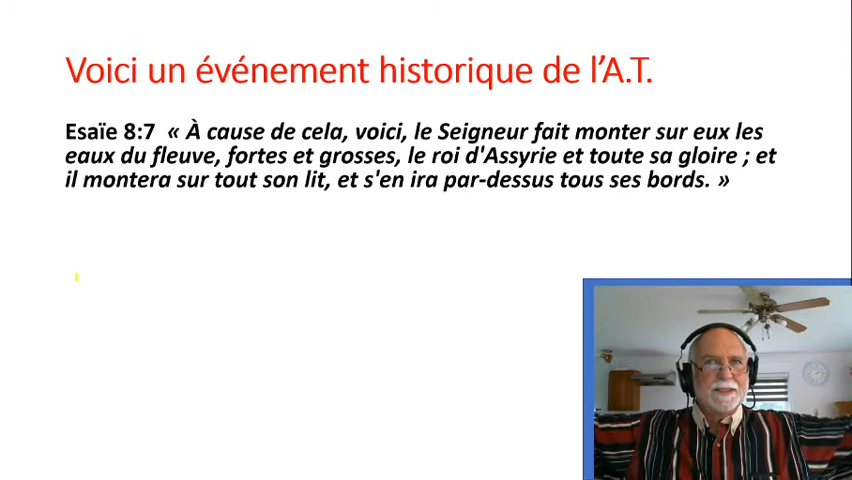 Voici un événement historique de l’A.T.
Esaïe 8:7 « À cause de cela, voici, le Seigneur fait monter sur eux les
eaux du fleuve, fortes et grosses, le roi d'Assyrie et toute sa gloire ; et
il montera sur tout son lit, et s'en ira par-dessus tous ses bords. »